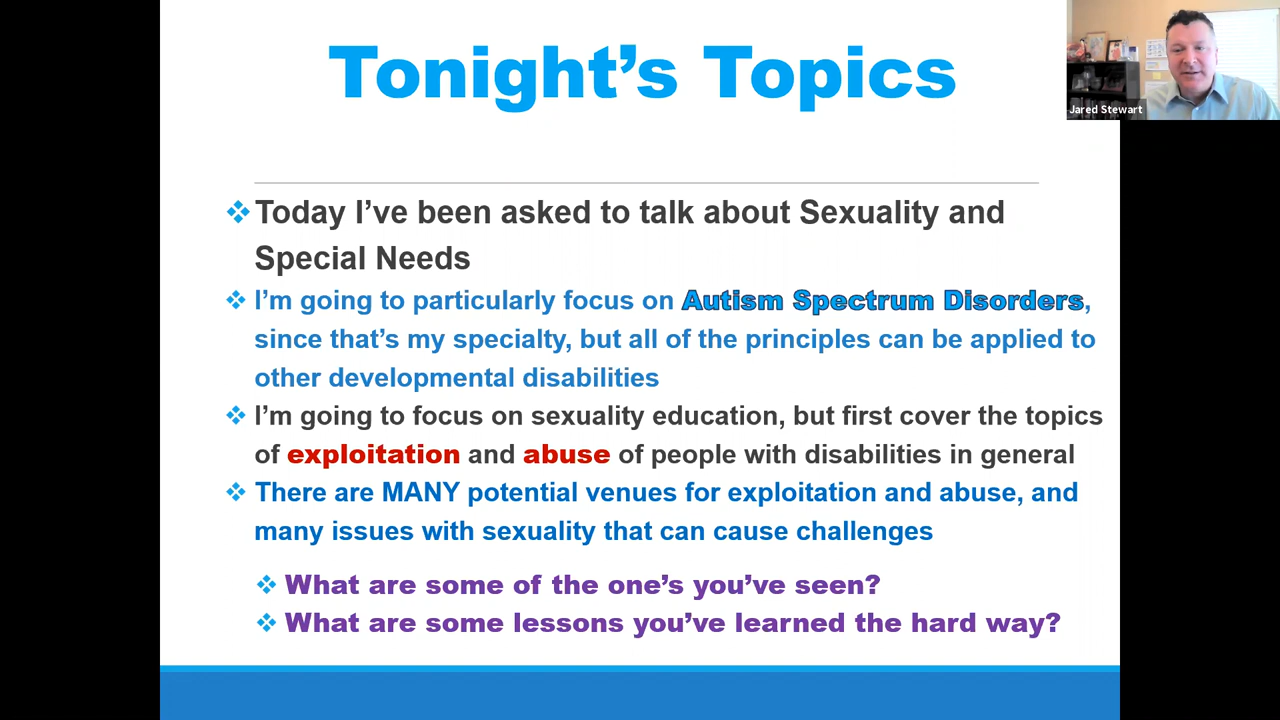 Tonight’s Topics
Jared Stewart
Today I’ve been asked to talk about Sexuality and
Special Needs
I’m going to particularly focus on Autism Spectrum Disorders,
since that’s my specialty, but all of the principles can be applied to
other developmental disabilities
I’m going to focus on sexuality education, but first cover the topics
of exploitation and abuse of people with disabilities in general
There are MANY potential venues for exploitation and abuse, and
many issues with sexuality that can cause challenges
What are some of the one’s you’ve seen?
What are some lessons you’ve learned the hard way?